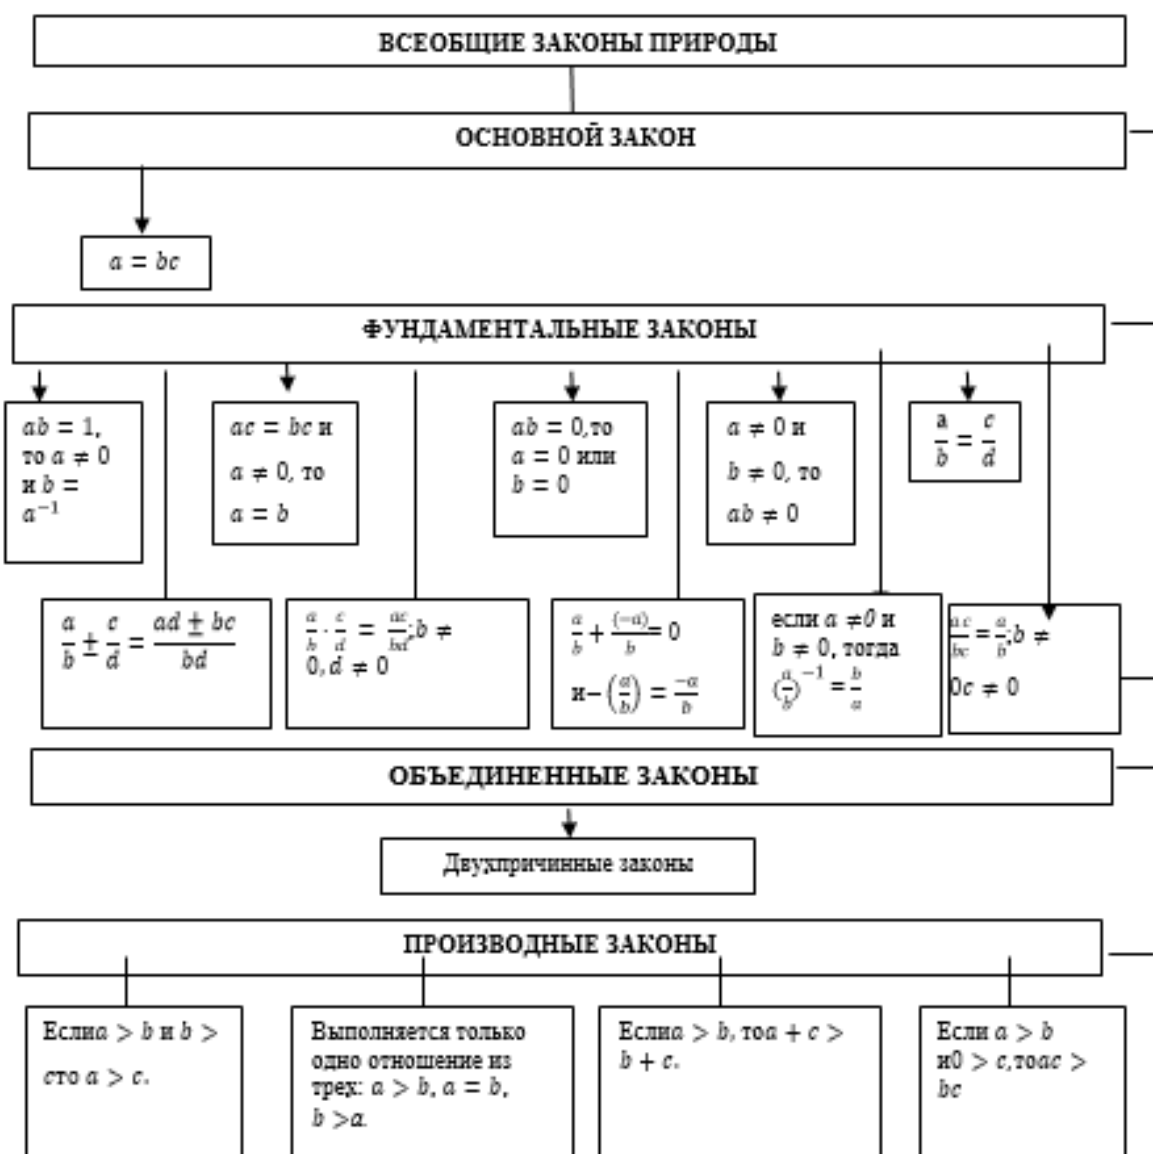 ВСЕОБЩИЕ ЗАКОНЫ ПРИРОДЫ
ОСНОВНОЙ ЗАКОН
a = bc
ФУНДАМЕНТАЛЬНЫЕ ЗАКОНЫ
ab = 1,
то a ≠ 0
и b =
a⁻¹
ac = bc и
a ≠ 0, то
a = b
ab = 0,то
a = 0 или
b = 0
a ≠ 0 и
b ≠ 0, то
ab ≠ 0
a/b = c/d
a/b ± c/d = (ad ± bc)/bd
a/b · c/d = ac/bd;b ≠
0, d ≠ 0
a/b + (−a)/b = 0
и−(a/b) = −a/b
если a ≠0 и
b ≠ 0, тогда
(a/b)⁻¹ = b/a
ac/bc = a/b;b ≠
0c ≠ 0
ОБЪЕДИНЕННЫЕ ЗАКОНЫ
Двухпричинные законы
ПРОИЗВОДНЫЕ ЗАКОНЫ
Еслиa > b и b >
cто a > c.
Выполняется только
одно отношение из
трех: a > b, a = b,
b >a.
Еслиa > b, тоa + c >
b + c.
Если a > b
и0 > c,тоac >
bc